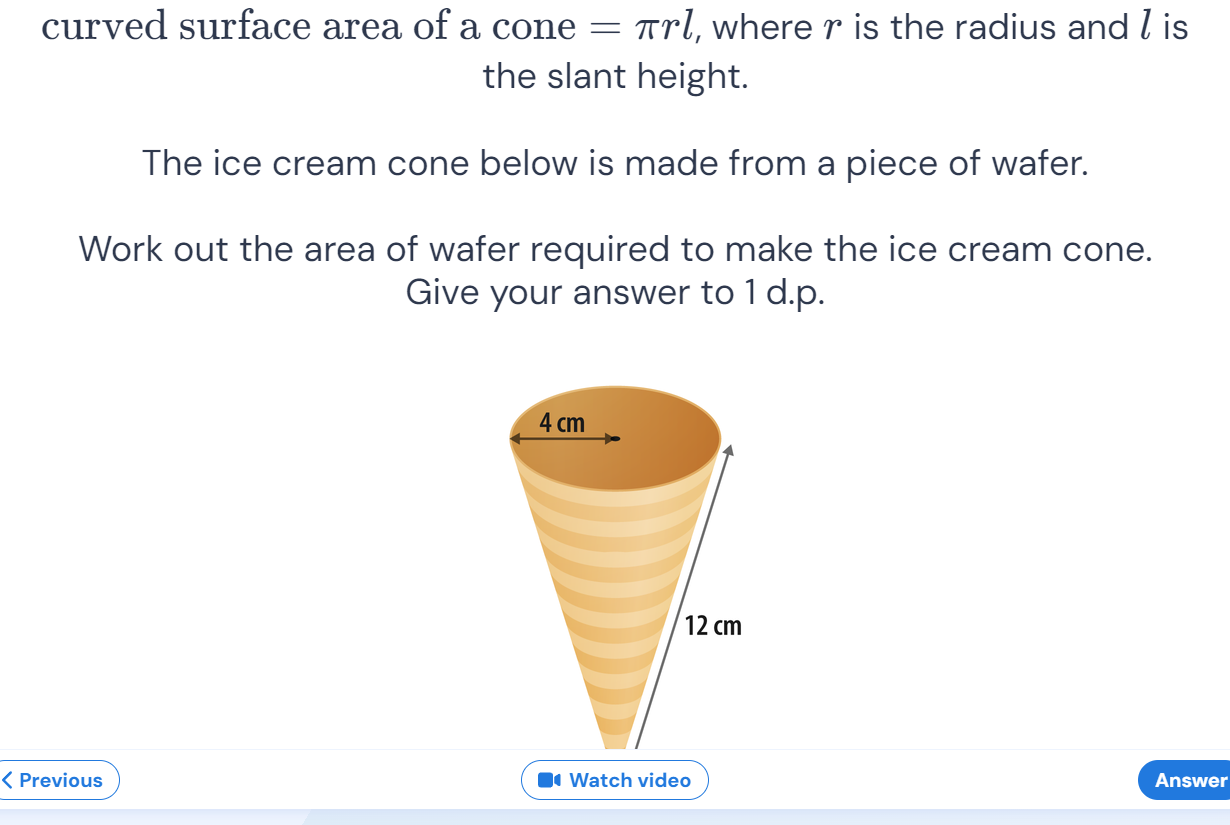 curved surface area of a cone = πrl, where r is the radius and l is
the slant height.
The ice cream cone below is made from a piece of wafer.
Work out the area of wafer required to make the ice cream cone.
Give your answer to 1 d.p.
4 cm
12 cm
Previous
Watch video
Answer